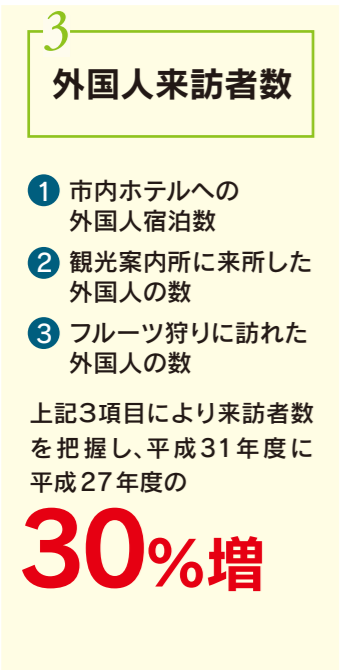 3
外国人来訪者数
1 市内ホテルへの
外国人宿泊数
2 観光案内所に来所した
外国人の数
3 フルーツ狩りに訪れた
外国人の数
上記3項目により来訪者数
を把握し、平成31年度に
平成27年度の
30%増